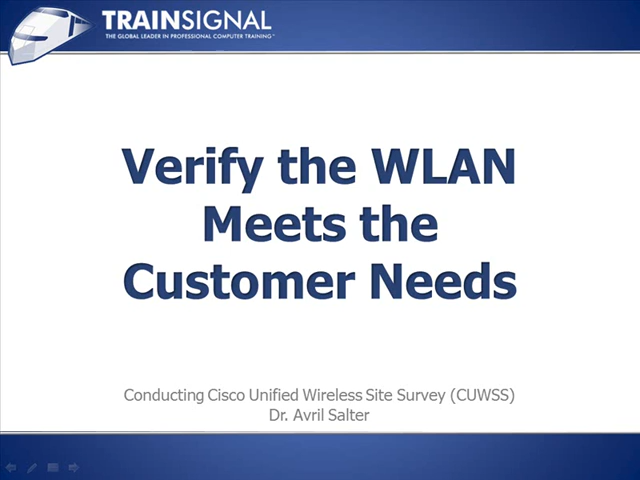 TRAINSIGNAL
THE GLOBAL LEADER IN PROFESSIONAL COMPUTER TRAINING™
Verify the WLAN
Meets the
Customer Needs
Conducting Cisco Unified Wireless Site Survey (CUWSS)
Dr. Avril Salter